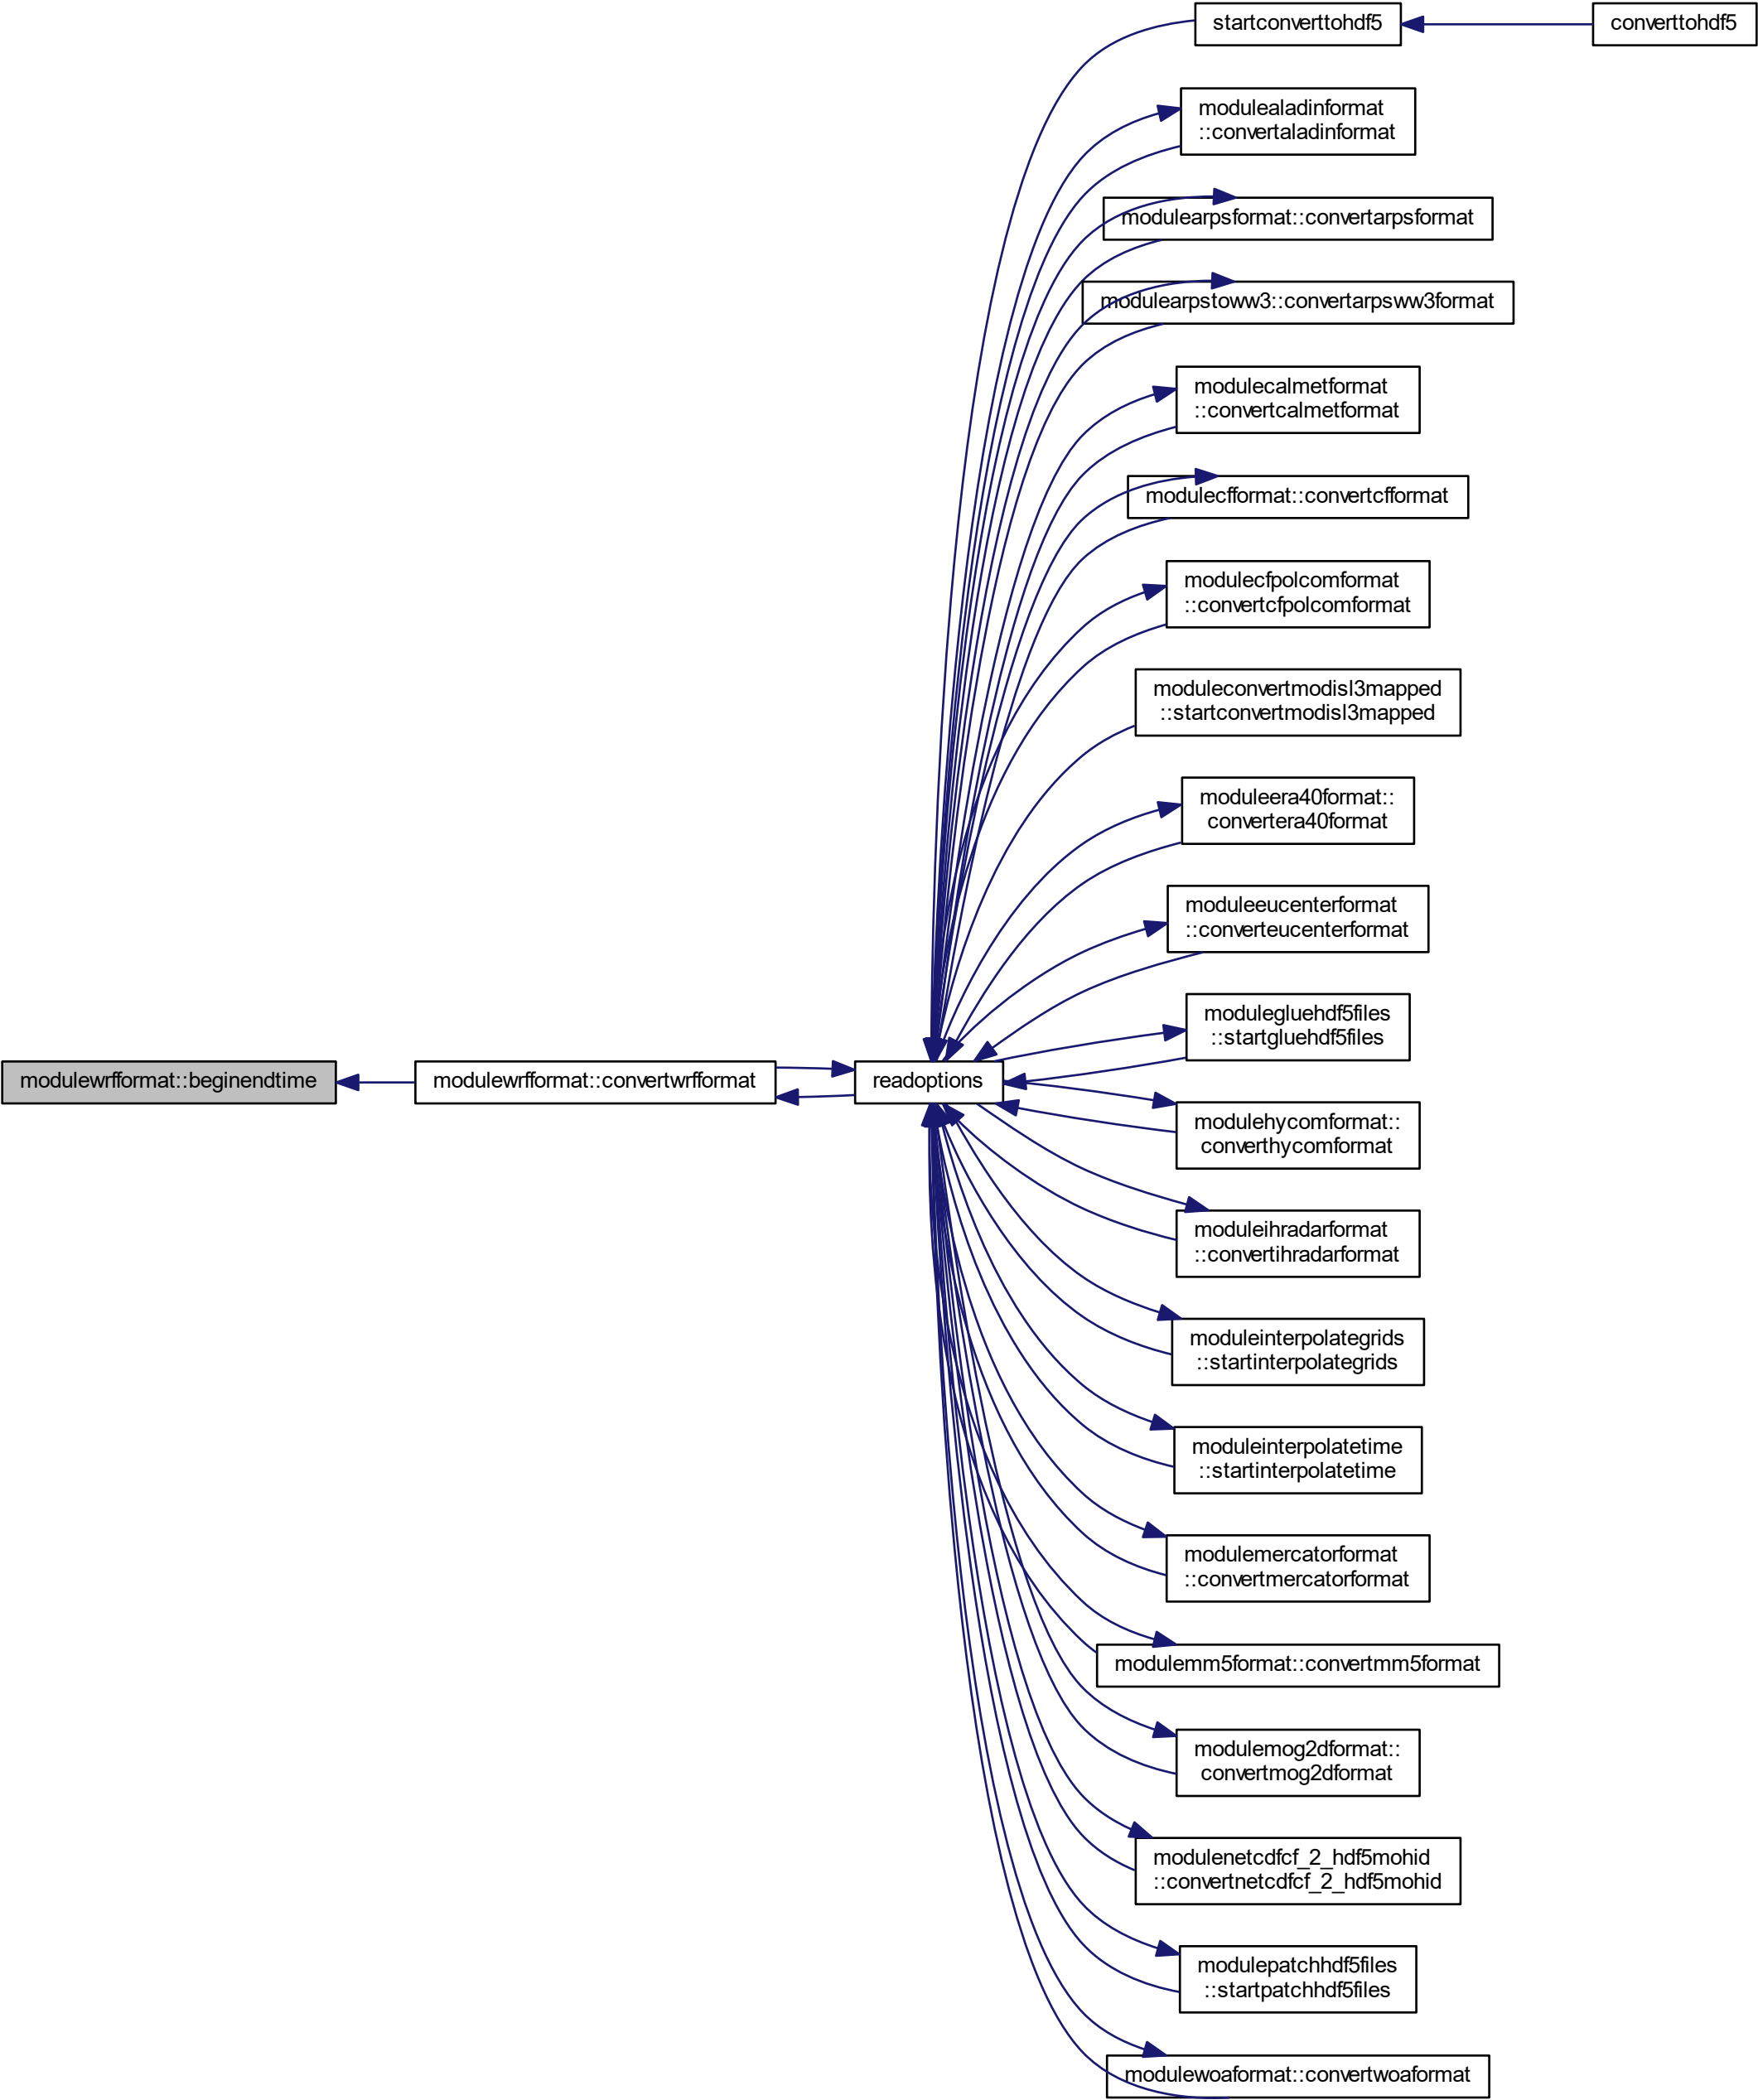 startconverttohdf5
converttohdf5
modulealadinformat
::convertaladinformat
modulearpsformat::convertarpsformat
modulearpstoww3::convertarpsww3format
modulecalmetformat
::convertcalmetformat
modulecfformat::convertcfformat
modulecfpolcomformat
::convertcfpolcomformat
moduleconvertmodisl3mapped
::startconvertmodisl3mapped
moduleera40format::
convertera40format
moduleeucenterformat
::converteucenterformat
modulegluehdf5files
::startgluehdf5files
modulewrfformat::beginendtime
modulewrfformat::convertwrfformat
readoptions
modulehycomformat::
converthycomformat
moduleihradarformat
::convertihradarformat
moduleinterpolategrids
::startinterpolategrids
moduleinterpolatetime
::startinterpolatetime
modulemercatorformat
::convertmercatorformat
modulemm5format::convertmm5format
modulemog2dformat::
convertmog2dformat
modulenetcdfcf_2_hdf5mohid
::convertnetcdfcf_2_hdf5mohid
modulepatchhdf5files
::startpatchhdf5files
modulewoaformat::convertwoaformat